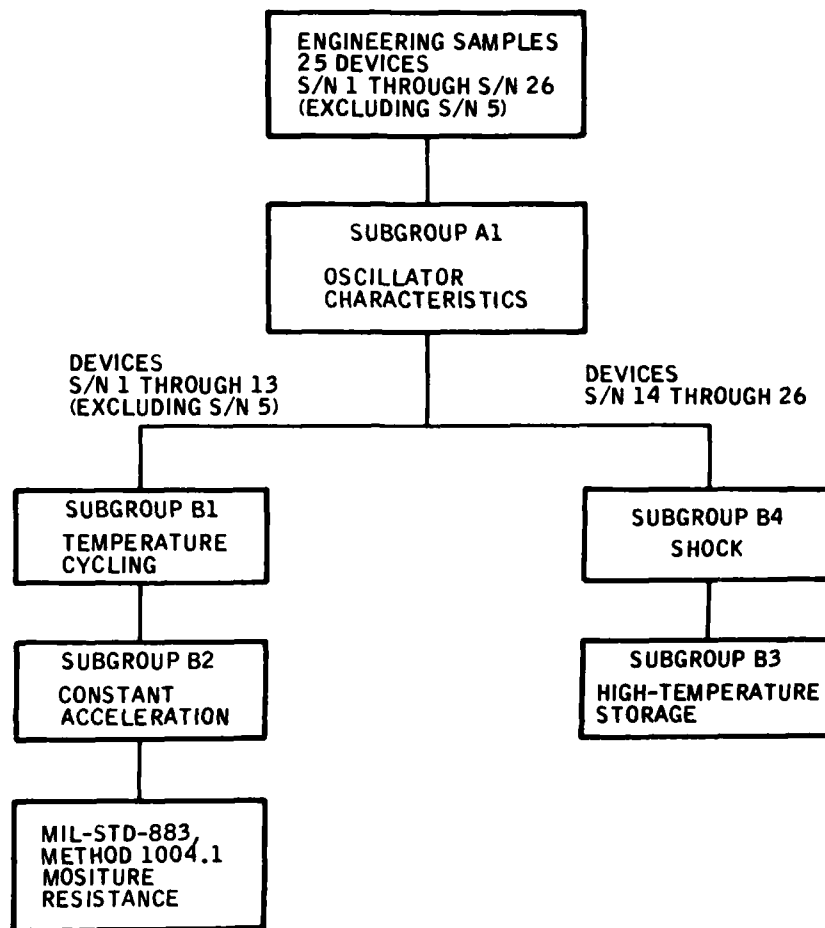 ENGINEERING SAMPLES
25 DEVICES
S/N 1 THROUGH S/N 26
(EXCLUDING S/N 5)
SUBGROUP A1
OSCILLATOR
CHARACTERISTICS
DEVICES
S/N 1 THROUGH 13
(EXCLUDING S/N 5)
DEVICES
S/N 14 THROUGH 26
SUBGROUP B1
TEMPERATURE
CYCLING
SUBGROUP B4
SHOCK
SUBGROUP B2
CONSTANT
ACCELERATION
SUBGROUP B3
HIGH-TEMPERATURE
STORAGE
MIL-STD-883,
METHOD 1004.1
MOSITURE
RESISTANCE